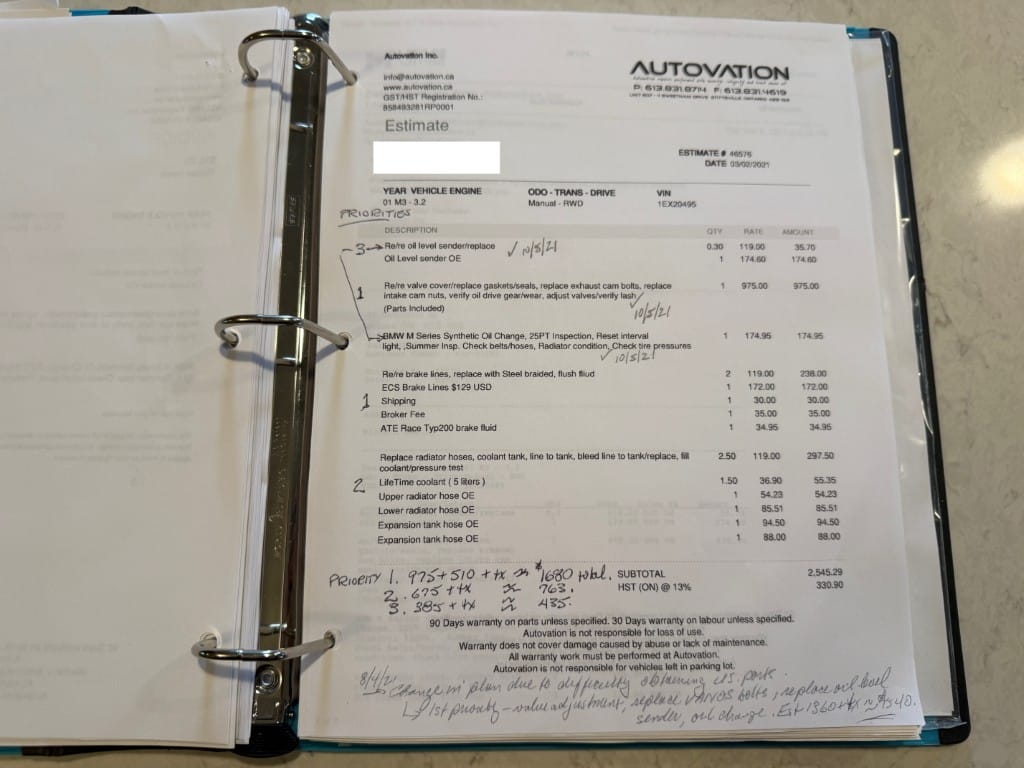 Autovation Inc.
info@autovation.ca
www.autovation.ca
GST/HST Registration No.:
858493281RP0001
AUTOVATION
P: 613.831.8714 F: 613.831.4619
Estimate
ESTIMATE # 46576
DATE 03/02/2021
YEAR VEHICLE ENGINE ODO - TRANS - DRIVE VIN
01 M3 - 3.2 Manual - RWD 1EX20495
PRIORITIES
DESCRIPTION QTY RATE AMOUNT
3 → Re/re oil level sender/replace ✓ 10/5/21 0.30 119.00 35.70
Oil Level sender OE 1 174.60 174.60
Re/re valve cover/replace gaskets/seals, replace exhaust cam bolts, replace 1 975.00 975.00
1 intake cam nuts, verify oil drive gear/wear, adjust valves/verify lash ✓
(Parts Included) 10/5/21
BMW M Series Synthetic Oil Change, 25PT Inspection, Reset interval 1 174.95 174.95
light, .Summer Insp. Check belts/hoses, Radiator condition, Check tire pressures
✓ 10/5/21
Re/re brake lines, replace with Steel braided, flush fliud 2 119.00 238.00
ECS Brake Lines $129 USD 1 172.00 172.00
1 Shipping 1 30.00 30.00
Broker Fee 1 35.00 35.00
ATE Race Typ200 brake fluid 1 34.95 34.95
Replace radiator hoses, coolant tank, line to tank, bleed line to tank/replace, fill 2.50 119.00 297.50
coolant/pressure test
2 LifeTime coolant ( 5 liters ) 1.50 36.90 55.35
Upper radiator hose OE 1 54.23 54.23
Lower radiator hose OE 1 85.51 85.51
Expansion tank hose OE 1 94.50 94.50
Expansion tank hose OE 1 88.00 88.00
PRIORITY 1. 975 + 510 + tx ≈ $1680 total. SUBTOTAL 2,545.29
2. 675 + tx ≈ 763. HST (ON) @ 13% 330.90
3. 385 + tx ≈ 435.
90 Days warranty on parts unless specified. 30 Days warranty on labour unless specified.
Autovation is not responsible for loss of use.
Warranty does not cover damage caused by abuse or lack of maintenance.
All warranty work must be performed at Autovation.
Autovation is not responsible for vehicles left in parking lot.
8/4/21 → Change in plan due to difficulty obtaining U.S. parts.
↳ 1st priority - valve adjustment, replace VANOS bolts, replace oil level
sender, oil change. Est 1360 + tx ≈ $1540.